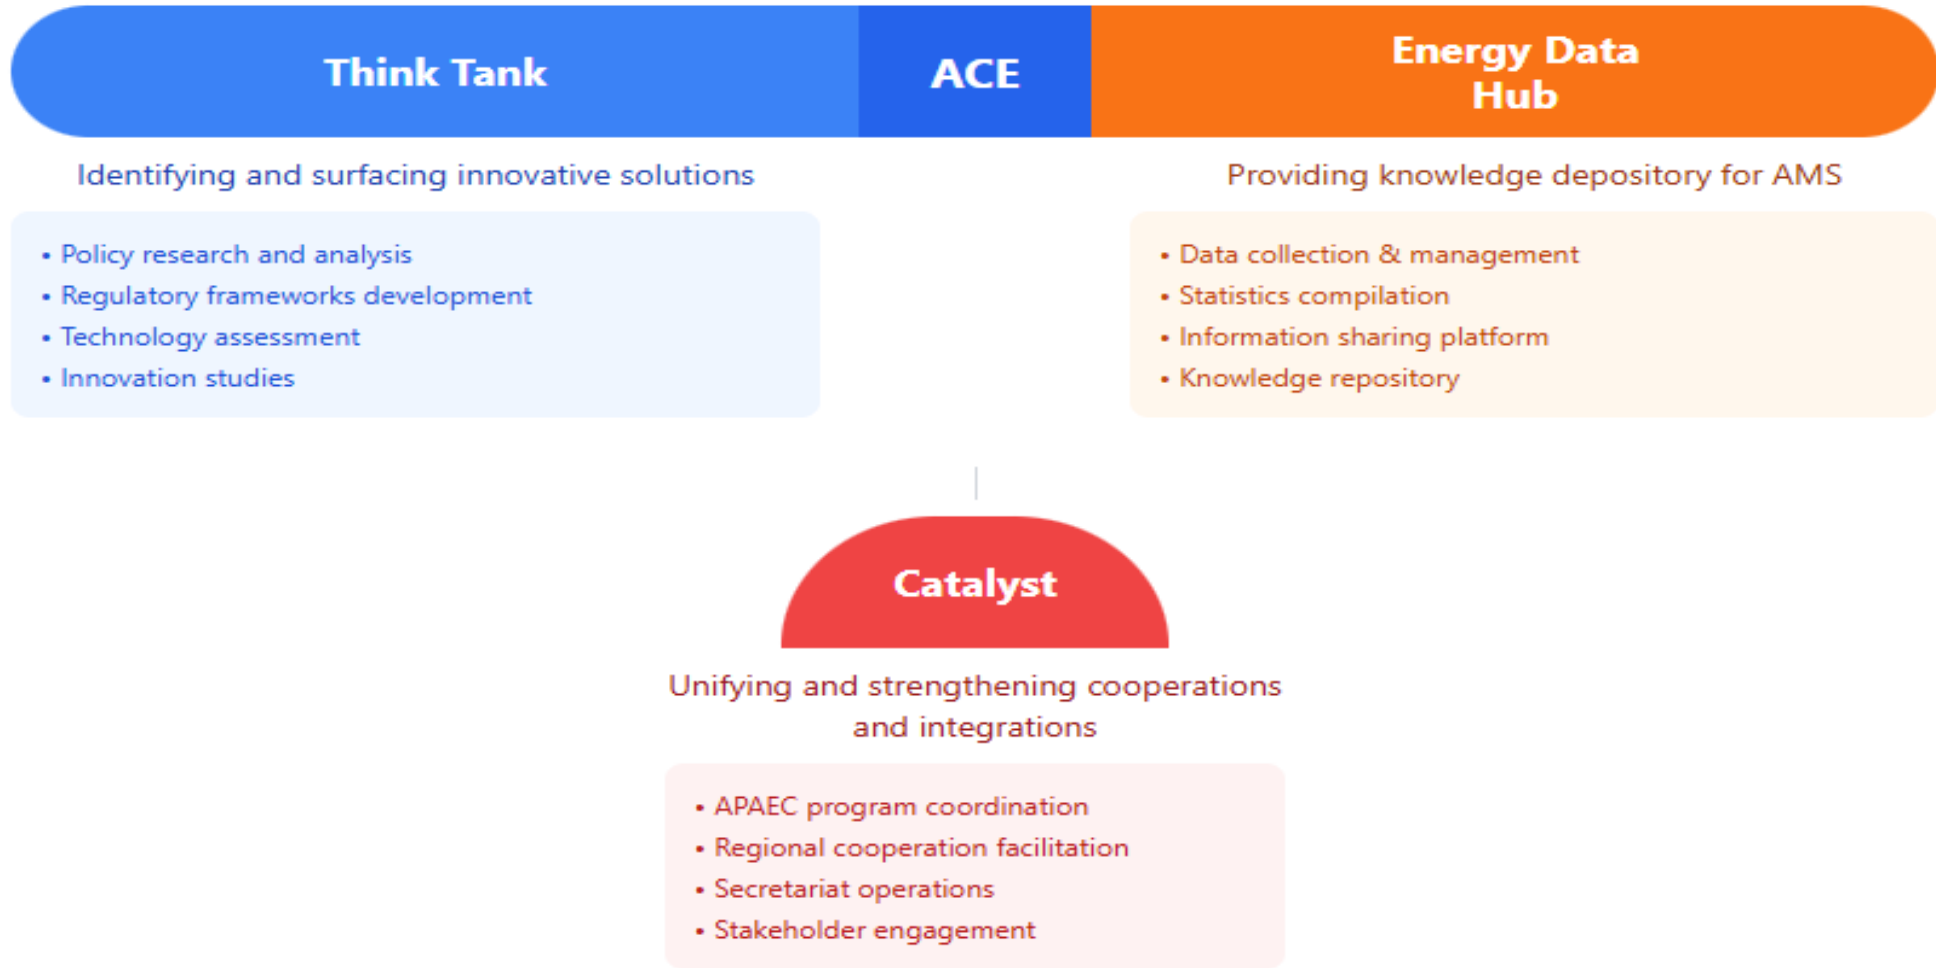 Think Tank
ACE
Energy Data
Hub
Identifying and surfacing innovative solutions
• Policy research and analysis
• Regulatory frameworks development
• Technology assessment
• Innovation studies
Providing knowledge depository for AMS
• Data collection & management
• Statistics compilation
• Information sharing platform
• Knowledge repository
Catalyst
Unifying and strengthening cooperations
and integrations
• APAEC program coordination
• Regional cooperation facilitation
• Secretariat operations
• Stakeholder engagement